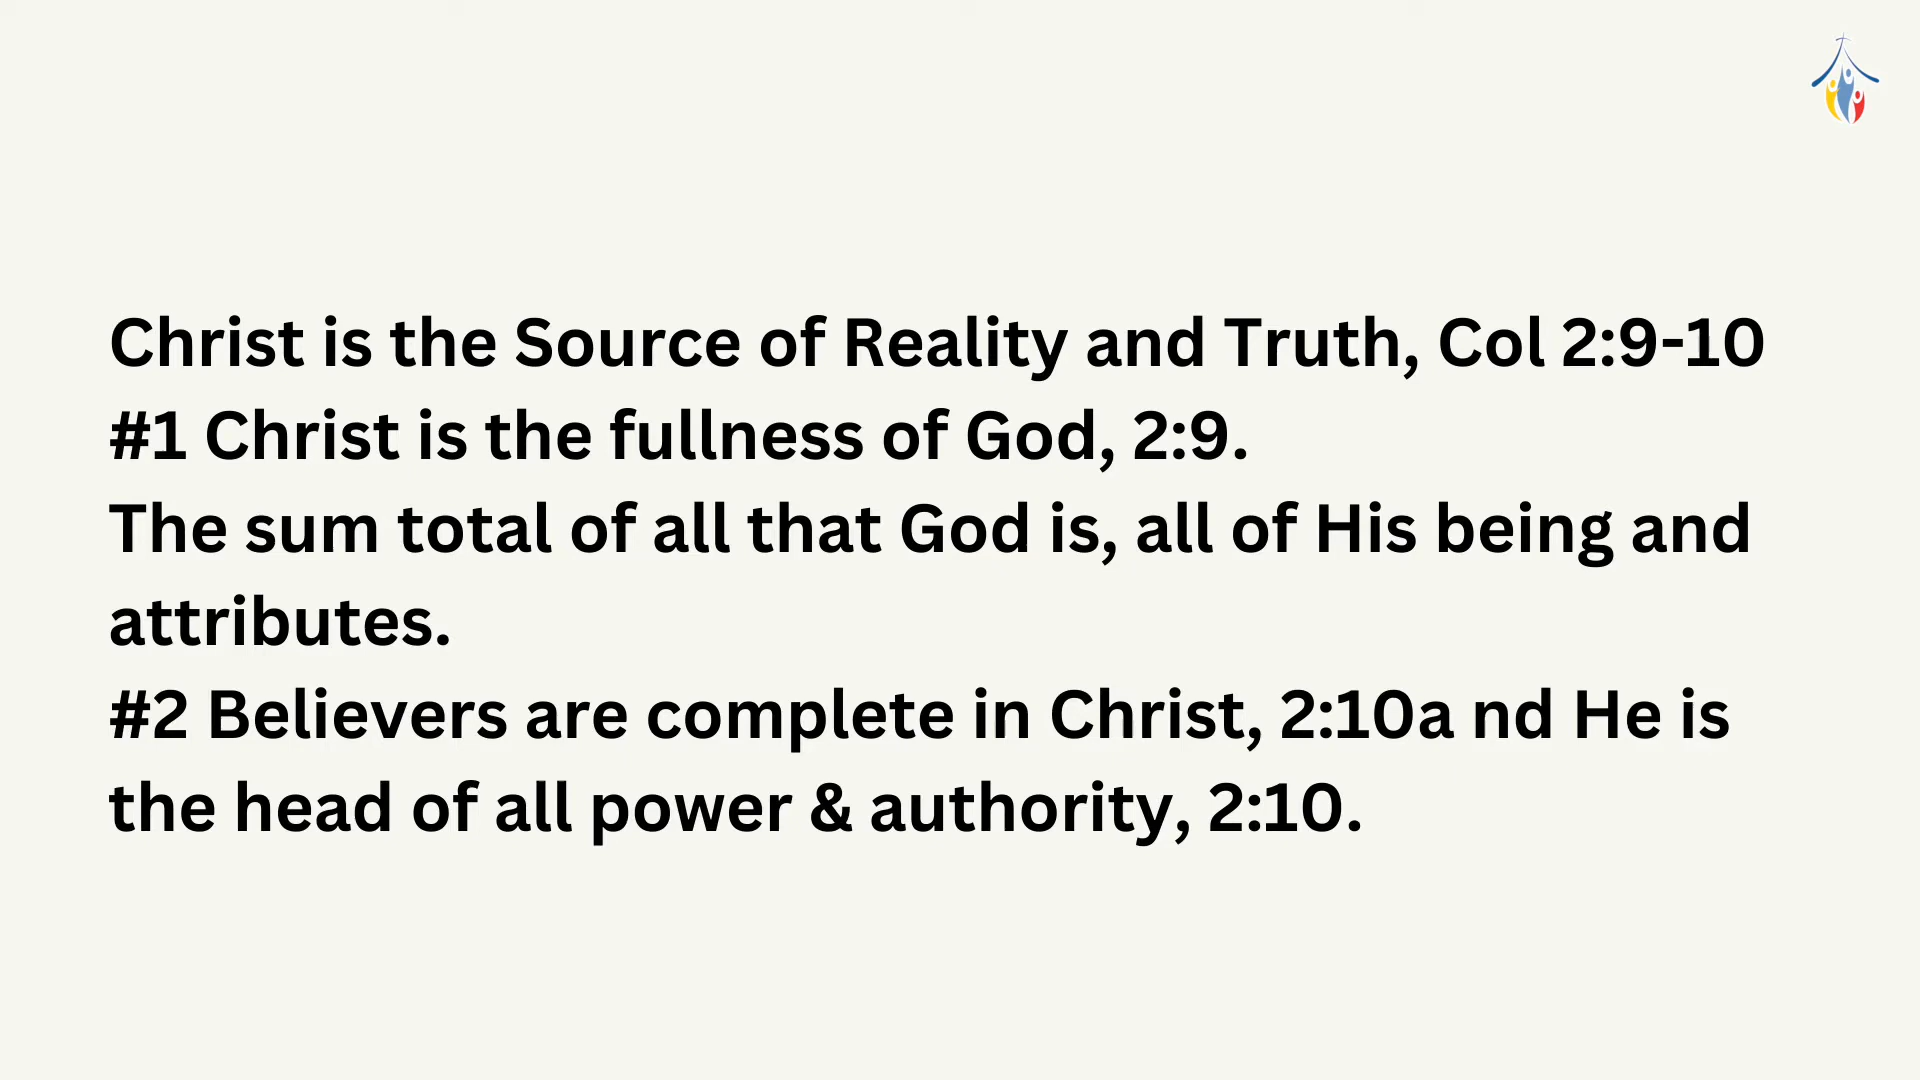 Christ is the Source of Reality and Truth, Col 2:9-10
#1 Christ is the fullness of God, 2:9.
The sum total of all that God is, all of His being and
attributes.
#2 Believers are complete in Christ, 2:10a nd He is
the head of all power & authority, 2:10.